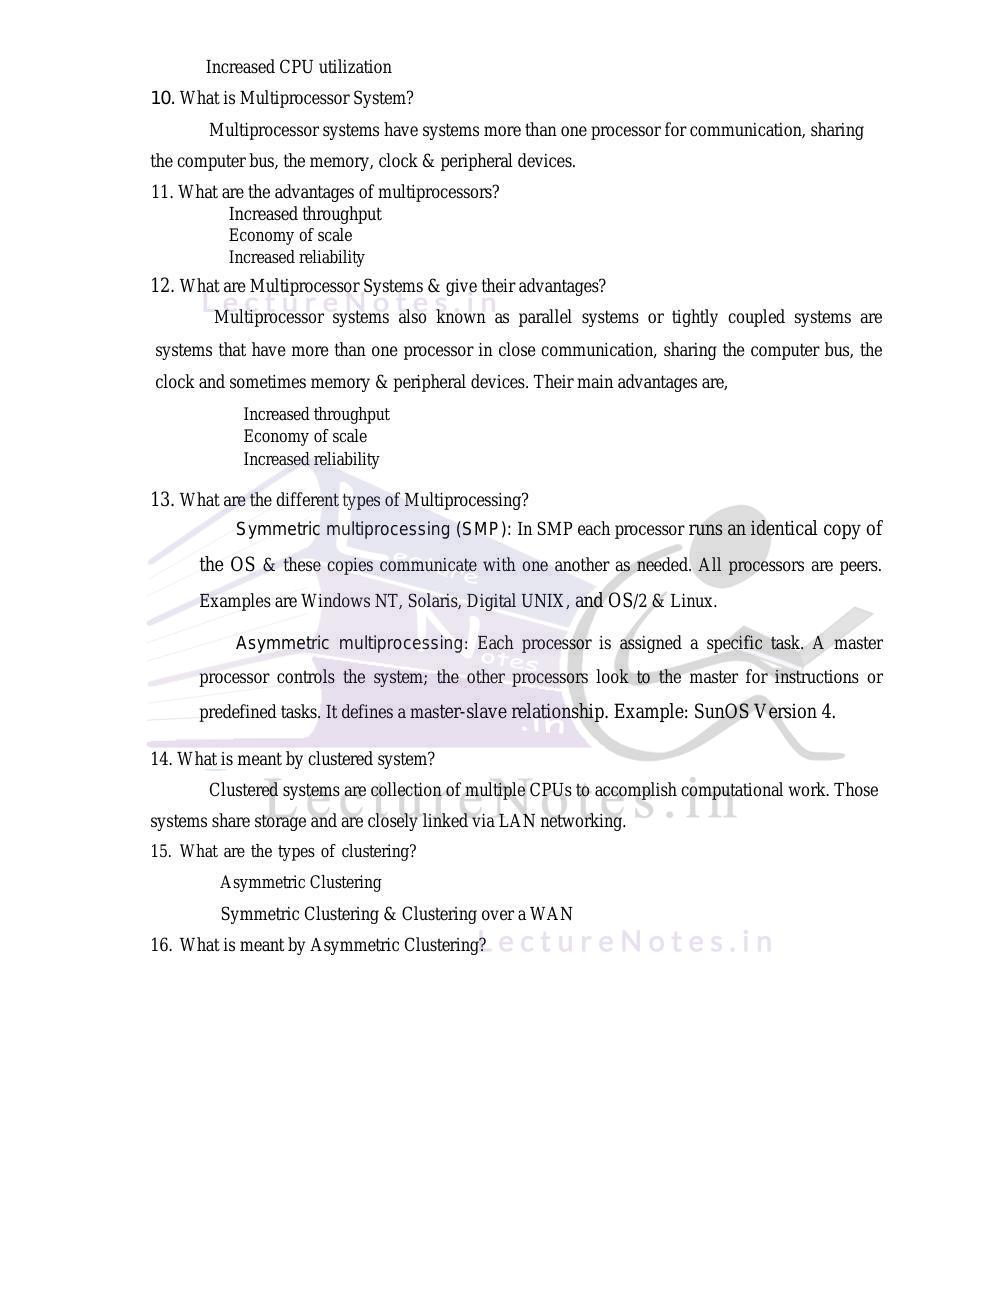 Increased CPU utilization
10. What is Multiprocessor System?
Multiprocessor systems have systems more than one processor for communication, sharing
the computer bus, the memory, clock & peripheral devices.
11. What are the advantages of multiprocessors?
Increased throughput
Economy of scale
Increased reliability
12. What are Multiprocessor Systems & give their advantages?
LectureNotes.in
Multiprocessor systems also known as parallel systems or tightly coupled systems are
systems that have more than one processor in close communication, sharing the computer bus, the
clock and sometimes memory & peripheral devices. Their main advantages are,
Increased throughput
Economy of scale
Increased reliability
13. What are the different types of Multiprocessing?
Symmetric multiprocessing (SMP): In SMP each processor runs an identical copy of
the OS & these copies communicate with one another as needed. All processors are peers.
Examples are Windows NT, Solaris, Digital UNIX, and OS/2 & Linux.
Asymmetric multiprocessing: Each processor is assigned a specific task. A master
processor controls the system; the other processors look to the master for instructions or
predefined tasks. It defines a master-slave relationship. Example: SunOS Version 4.
Lecture
Notes
.in
14. What is meant by clustered system?
Clustered systems are collection of multiple CPUs to accomplish computational work. Those
LectureNotes.in
systems share storage and are closely linked via LAN networking.
15. What are the types of clustering?
Asymmetric Clustering
Symmetric Clustering & Clustering over a WAN
16. What is meant by Asymmetric Clustering?
LectureNotes.in